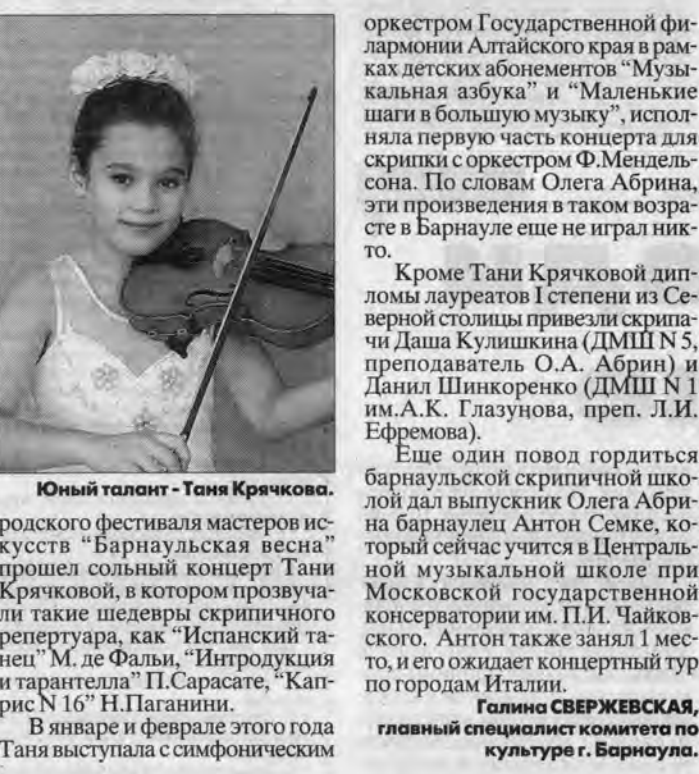 Юный талант - Таня Крячкова.
родского фестиваля мастеров ис-
кусств “Барнаульская весна”
прошел сольный концерт Тани
Крячковой, в котором прозвуча-
ли такие шедевры скрипичного
репертуара, как “Испанский та-
нец” М. де Фальи, “Интродукция
и тарантелла” П.Сарасате, “Кап-
рис N 16” Н.Паганини.
В январе и феврале этого года
Таня выступала с симфоническим
оркестром Государственной фи-
лармонии Алтайского края в рам-
ках детских абонементов “Музы-
кальная азбука” и “Маленькие
шаги в большую музыку”, испол-
няла первую часть концерта для
скрипки с оркестром Ф.Мендель-
сона. По словам Олега Абрина,
эти произведения в таком возра-
сте в Барнауле еще не играл ник-
то.
Кроме Тани Крячковой дип-
ломы лауреатов I степени из Се-
верной столицы привезли скрипа-
чи Даша Кулишкина (ДМШ N 5,
преподаватель О.А. Абрин) и
Данил Шинкоренко (ДМШ N 1
им.А.К. Глазунова, преп. Л.И.
Ефремова).
Еще один повод гордиться
барнаульской скрипичной шко-
лой дал выпускник Олега Абри-
на барнаулец Антон Семке, ко-
торый сейчас учится в Централь-
ной музыкальной школе при
Московской государственной
консерватории им. П.И. Чайков-
ского. Антон также занял 1 мес-
то, и его ожидает концертный тур
по городам Италии.
Галина СВЕРЖЕВСКАЯ,
главный специалист комитета по
культуре г. Барнаула.